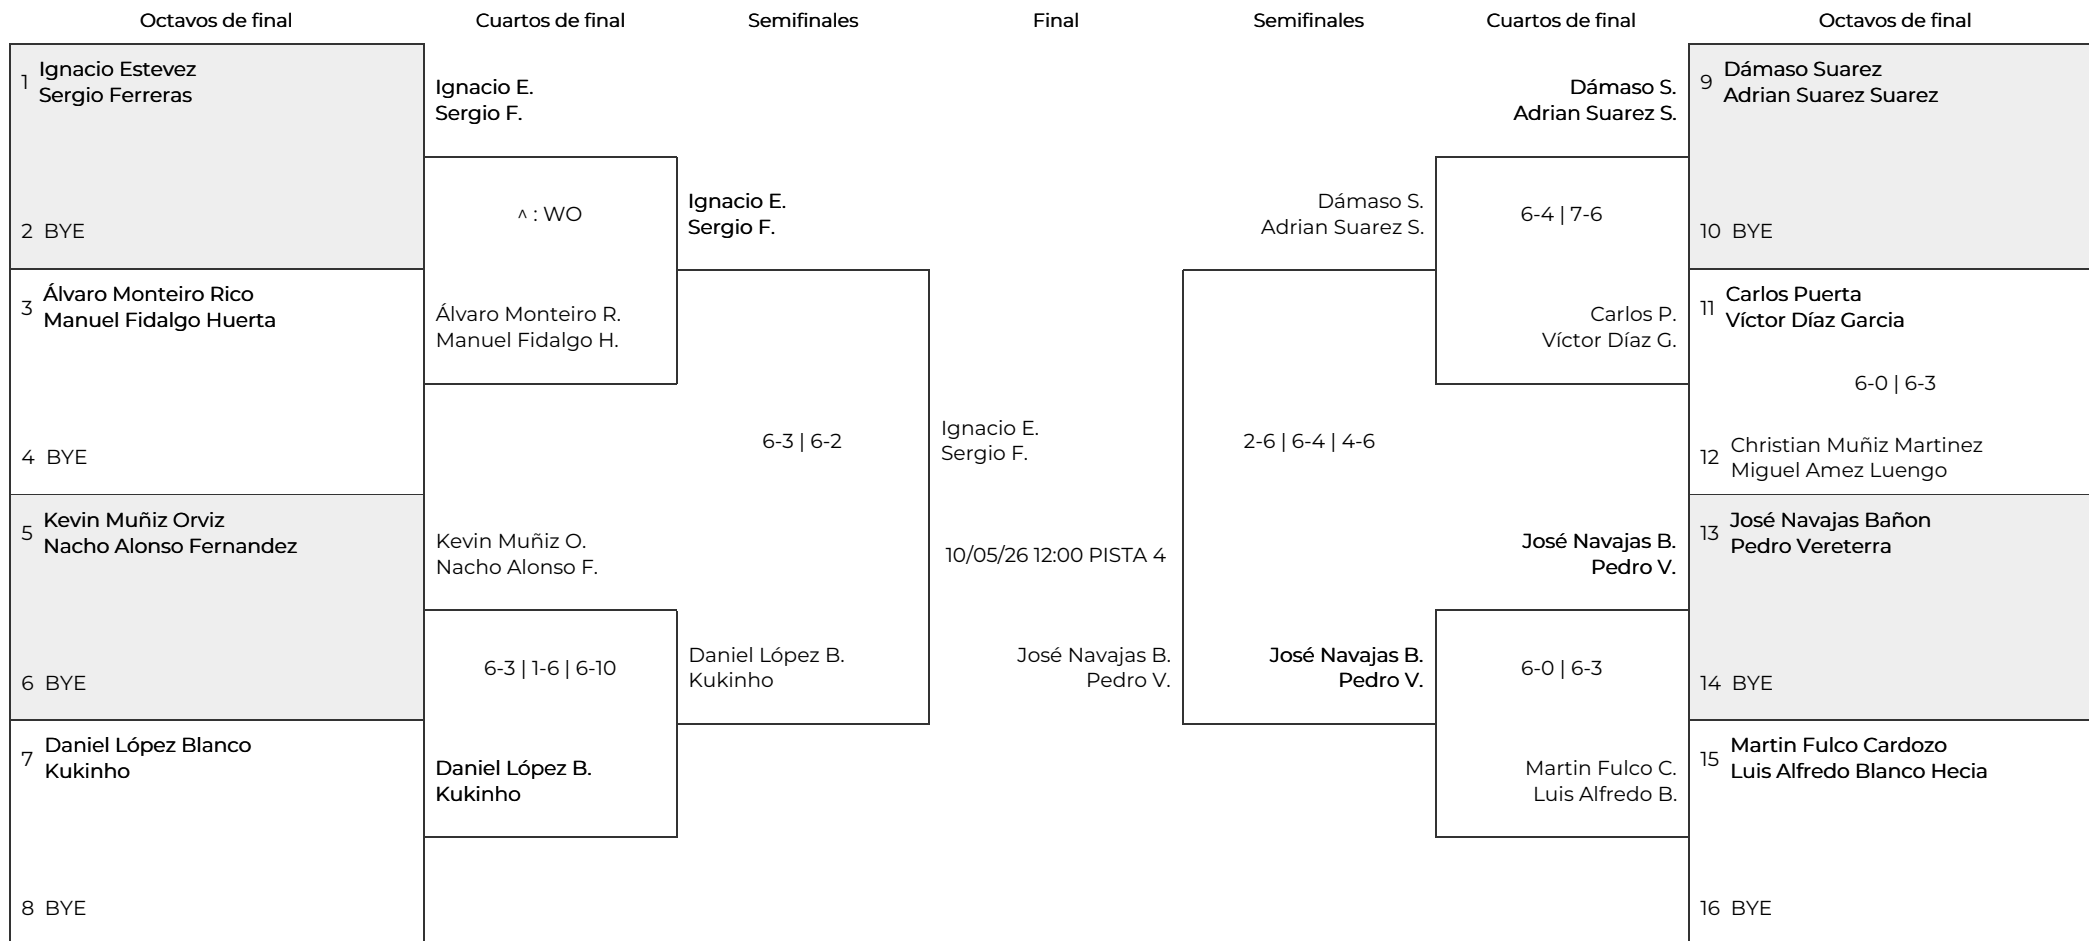 Octavos de final
Cuartos de final
Semifinales
Final
Semifinales
Cuartos de final
Octavos de final
1
Ignacio Estevez
Sergio Ferreras
2 BYE
3
Álvaro Monteiro Rico
Manuel Fidalgo Huerta
4 BYE
5
Kevin Muñiz Orviz
Nacho Alonso Fernandez
6 BYE
7
Daniel López Blanco
Kukinho
8 BYE
Ignacio E.
Sergio F.
^ : WO
Álvaro Monteiro R.
Manuel Fidalgo H.
Kevin Muñiz O.
Nacho Alonso F.
6-3 | 1-6 | 6-10
Daniel López B.
Kukinho
Ignacio E.
Sergio F.
6-3 | 6-2
Daniel López B.
Kukinho
Ignacio E.
Sergio F.
10/05/26 12:00 PISTA 4
José Navajas B.
Pedro V.
Dámaso S.
Adrian Suarez S.
2-6 | 6-4 | 4-6
José Navajas B.
Pedro V.
Dámaso S.
Adrian Suarez S.
6-4 | 7-6
Carlos P.
Víctor Díaz G.
José Navajas B.
Pedro V.
6-0 | 6-3
Martin Fulco C.
Luis Alfredo B.
9
Dámaso Suarez
Adrian Suarez Suarez
10 BYE
11
Carlos Puerta
Víctor Díaz Garcia
6-0 | 6-3
12
Christian Muñiz Martinez
Miguel Amez Luengo
13
José Navajas Bañon
Pedro Vereterra
14 BYE
15
Martin Fulco Cardozo
Luis Alfredo Blanco Hecia
16 BYE